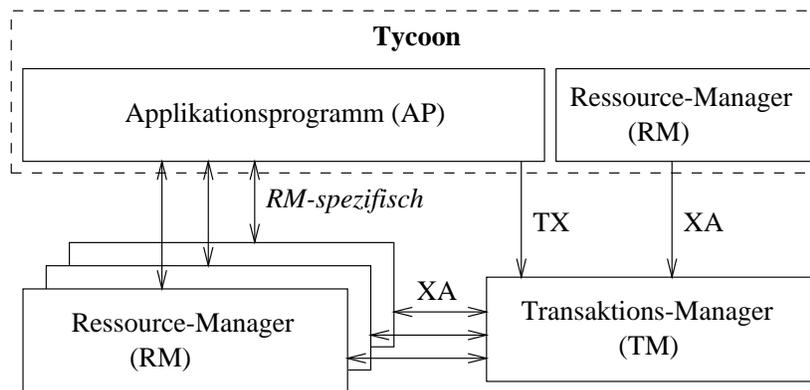 Tycoon
Applikationsprogramm (AP)
Ressource-Manager
(RM)
RM-spezifisch
TX
XA
XA
Ressource-Manager
(RM)
Transaktions-Manager
(TM)